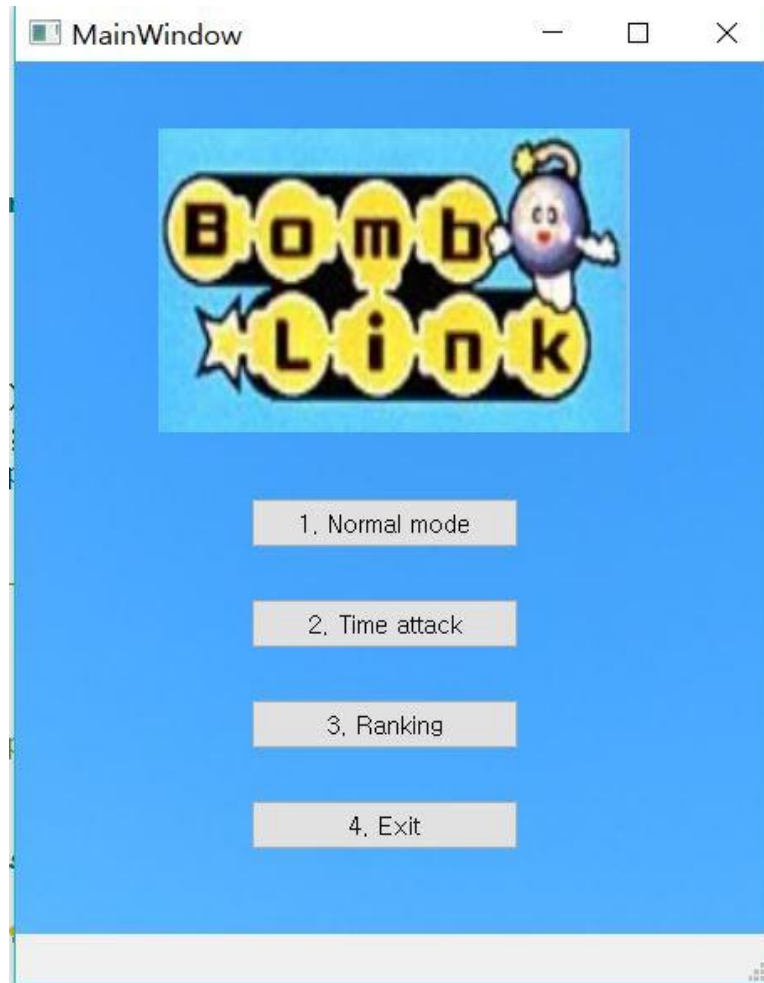 MainWindow
Bomb
Link
1. Normal mode
2. Time attack
3. Ranking
4. Exit